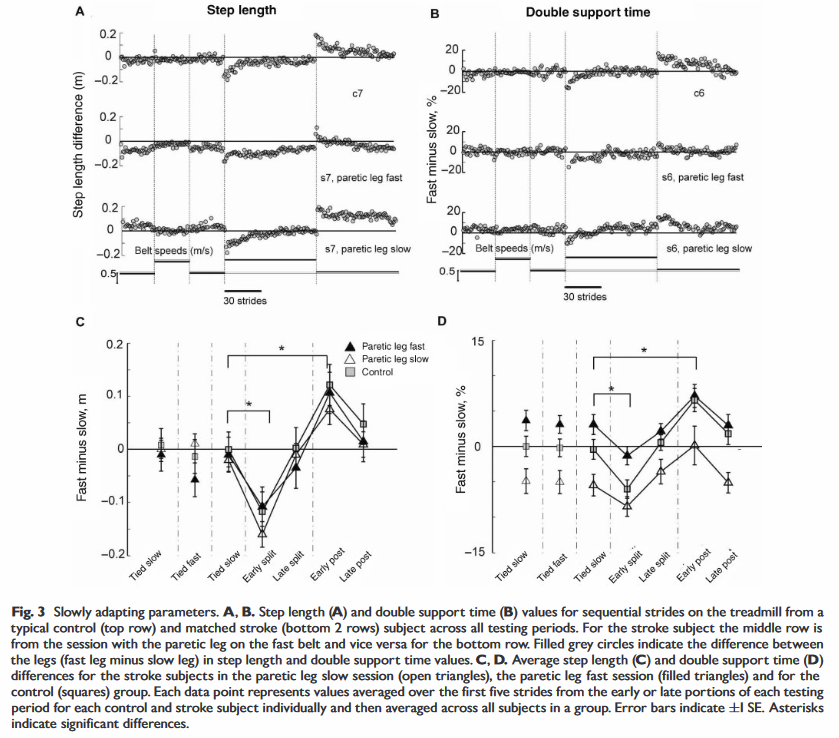 A
Step length
B
Double support time
Step length difference (m)
0.2
0
−0.2
c7
0.2
0
−0.2
s7, paretic leg fast
0.2
0
−0.2
Belt speeds (m/s)
s7, paretic leg slow
0.5
30 strides
Fast minus slow, %
20
0
−20
c6
20
0
−20
s6, paretic leg fast
20
0
−20
Belt speeds (m/s)
s6, paretic leg slow
0.5
30 strides
C
Fast minus slow, m
0.2
0.1
0
−0.1
−0.2
*
*
Paretic leg fast
Paretic leg slow
Control
Tied slow
Tied fast
Tied slow
Early split
Late split
Early post
Late post
D
Fast minus slow, %
15
0
−15
*
*
Tied slow
Tied fast
Tied slow
Early split
Late split
Early post
Late post
Fig. 3 Slowly adapting parameters. A, B. Step length (A) and double support time (B) values for sequential strides on the treadmill from a
typical control (top row) and matched stroke (bottom 2 rows) subject across all testing periods. For the stroke subject the middle row is
from the session with the paretic leg on the fast belt and vice versa for the bottom row. Filled grey circles indicate the difference between
the legs (fast leg minus slow leg) in step length and double support time values. C, D. Average step length (C) and double support time (D)
differences for the stroke subjects in the paretic leg slow session (open triangles), the paretic leg fast session (filled triangles) and for the
control (squares) group. Each data point represents values averaged over the first five strides from the early or late portions of each testing
period for each control and stroke subject individually and then averaged across all subjects in a group. Error bars indicate ±I SE. Asterisks
indicate significant differences.